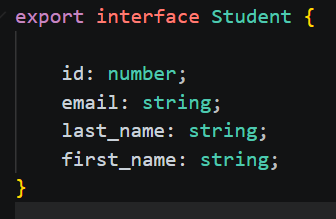 export interface Student {
id: number;
email: string;
last_name: string;
first_name: string;
}